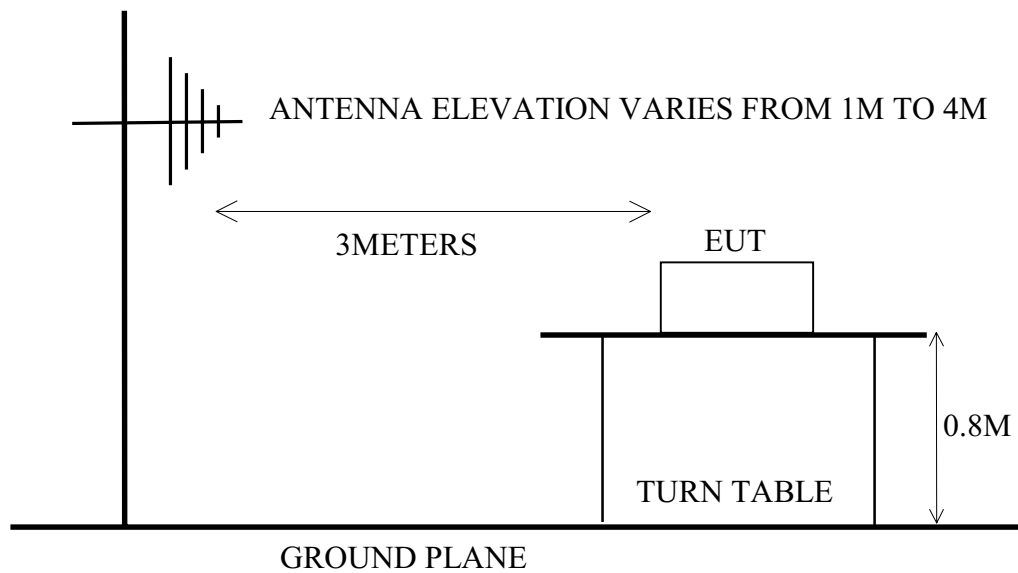 ANTENNA ELEVATION VARIES FROM 1M TO 4M
3METERS
EUT
0.8M
TURN TABLE
GROUND PLANE